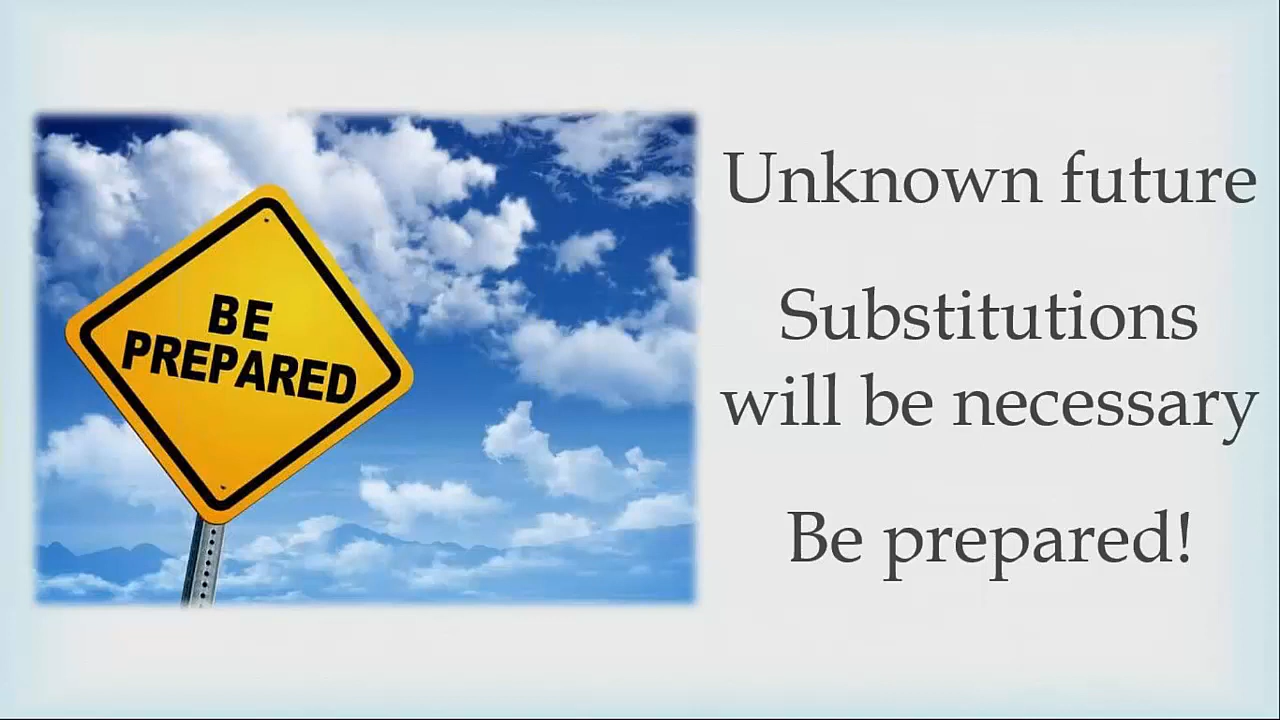 BE
PREPARED
Unknown future
Substitutions
will be necessary
Be prepared!